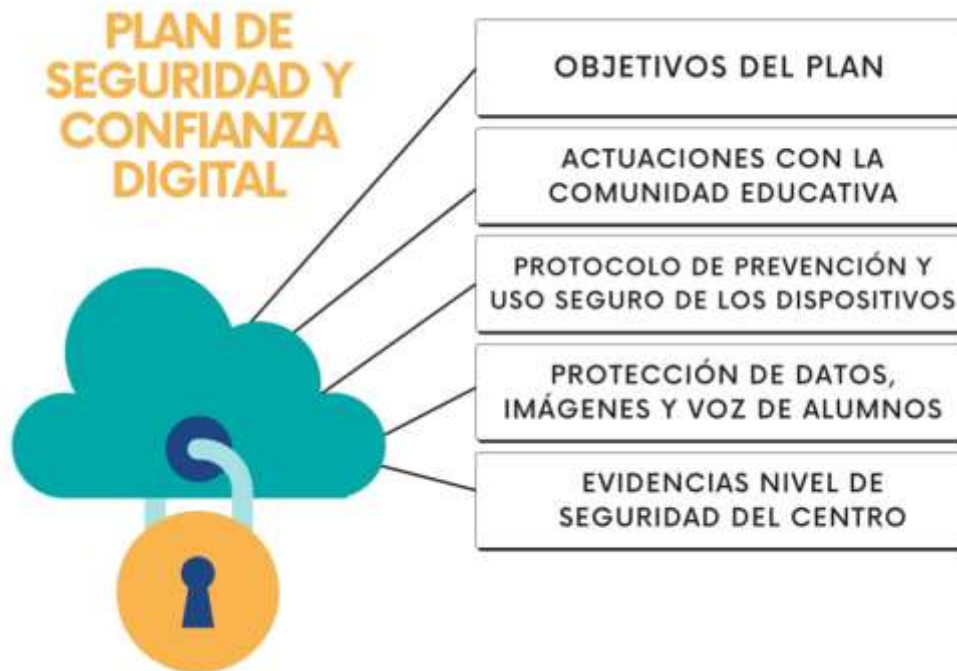 PLAN DE
SEGURIDAD Y
CONFIANZA
DIGITAL
OBJETIVOS DEL PLAN
ACTUACIONES CON LA
COMUNIDAD EDUCATIVA
PROTOCOLO DE PREVENCIÓN Y
USO SEGURO DE LOS DISPOSITIVOS
PROTECCIÓN DE DATOS,
IMÁGENES Y VOZ DE ALUMNOS
EVIDENCIAS NIVEL DE
SEGURIDAD DEL CENTRO